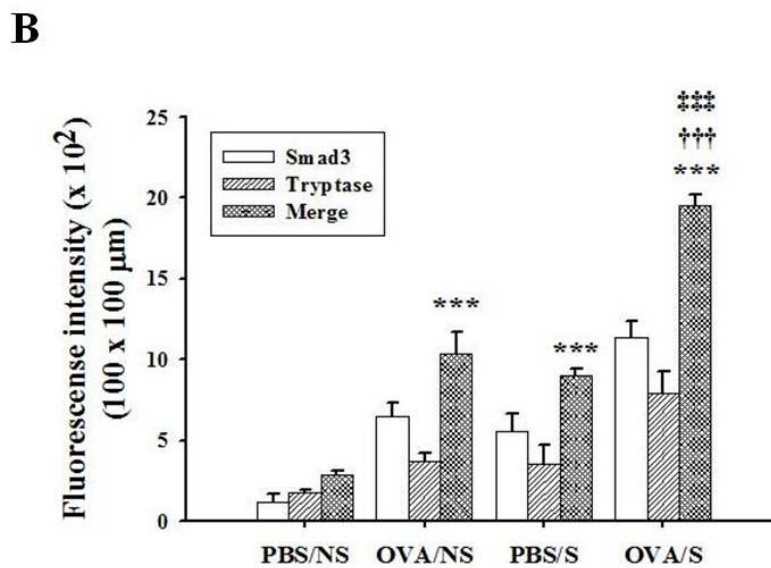 B
Fluorescense intensity (x 10²)
(100 x 100 μm)
25
20
15
10
5
0
Smad3
Tryptase
Merge
***
***
‡‡‡
†††
***
PBS/NS OVA/NS PBS/S OVA/S